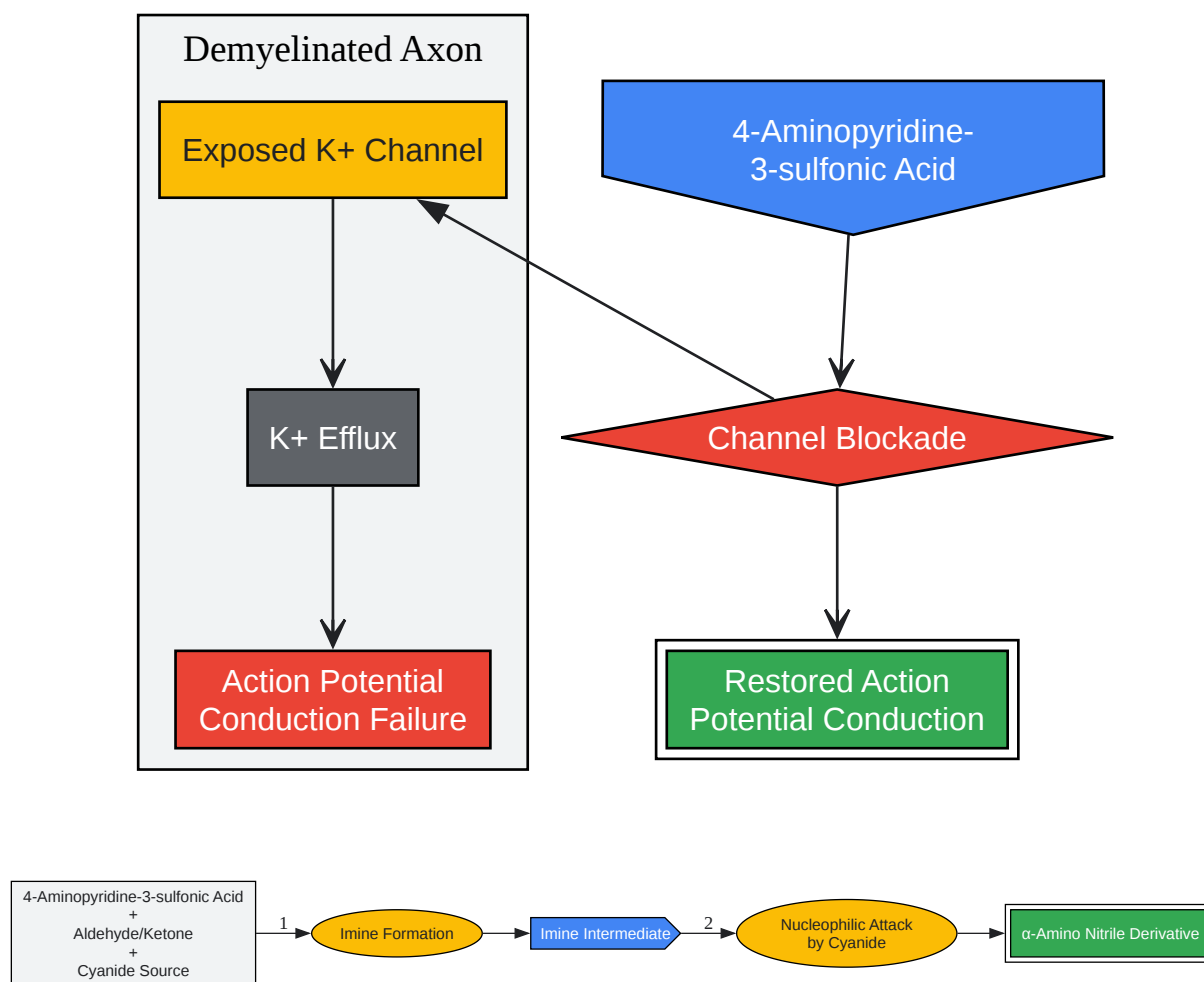 Demyelinated Axon
Exposed K+ Channel
4-Aminopyridine-
3-sulfonic Acid
K+ Efflux
Channel Blockade
Action Potential
Conduction Failure
Restored Action
Potential Conduction
4-Aminopyridine-3-sulfonic Acid
+
Aldehyde/Ketone
+
Cyanide Source
1
Imine Formation
Imine Intermediate
2
Nucleophilic Attack
by Cyanide
α-Amino Nitrile Derivative